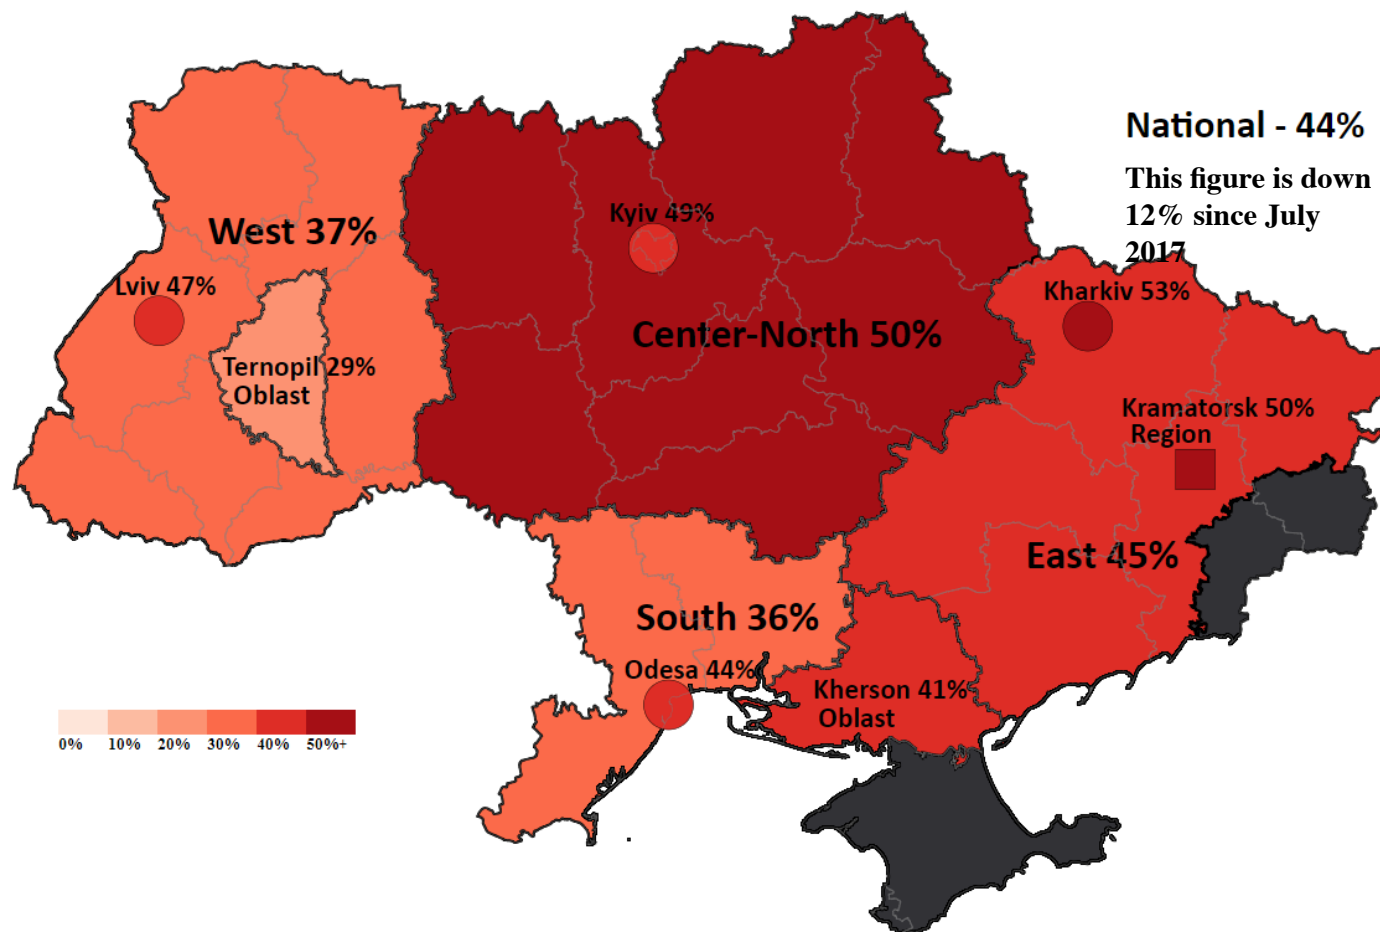 National - 44%
This figure is down
12% since July
2017
Kyiv 49%
West 37%
Lviv 47%
Kharkiv 53%
Center-North 50%
Ternopil 29%
Oblast
Kramatorsk 50%
Region
East 45%
South 36%
Odesa 44%
Kherson 41%
Oblast
0% 10% 20% 30% 40% 50%+